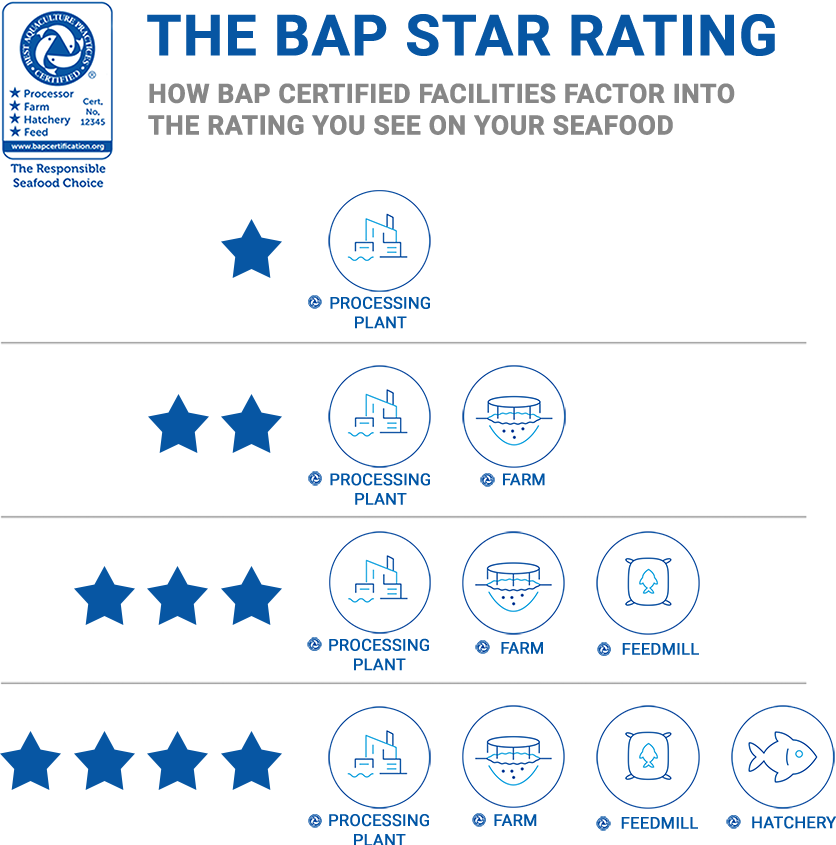 BEST AQUACULTURE PRACTICES
CERTIFIED
®
Processor
Farm
Hatchery
Feed
Cert.
No.
12345
www.bapcertification.org
The Responsible
Seafood Choice
THE BAP STAR RATING
HOW BAP CERTIFIED FACILITIES FACTOR INTO
THE RATING YOU SEE ON YOUR SEAFOOD
PROCESSING
PLANT
PROCESSING
PLANT
FARM
PROCESSING
PLANT
FARM
FEEDMILL
PROCESSING
PLANT
FARM
FEEDMILL
HATCHERY